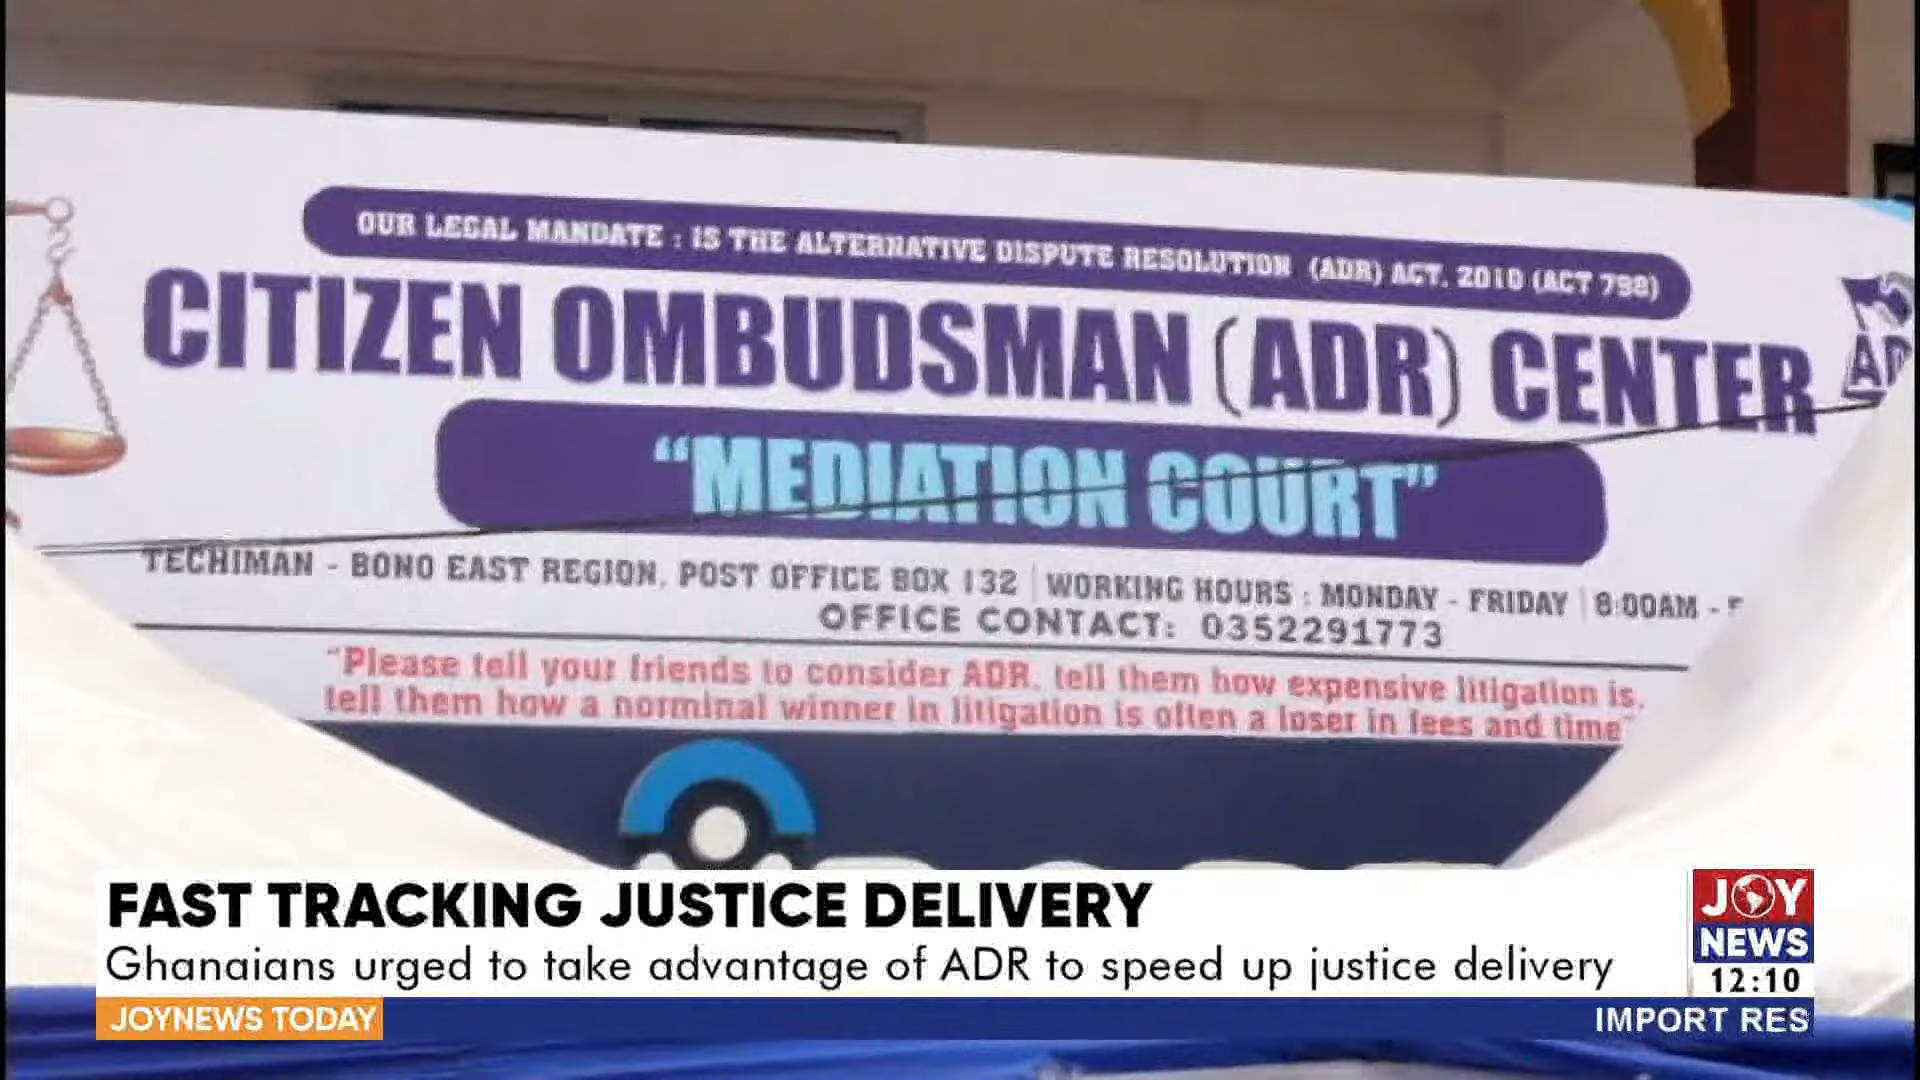 OUR LEGAL MANDATE : IS THE ALTERNATIVE DISPUTE RESOLUTION (ADR) ACT. 2010 (ACT 798)
CITIZEN OMBUDSMAN (ADR) CENTER
"MEDIATION COURT"
TECHIMAN - BONO EAST REGION. POST OFFICE BOX 132 | WORKING HOURS : MONDAY - FRIDAY | 8:00AM -
OFFICE CONTACT: 0352291773
"Please tell your friends to consider ADR. tell them how expensive litigation is.
tell them how a norminal winner in litigation is often a loser in fees and time"
FAST TRACKING JUSTICE DELIVERY
Ghanaians urged to take advantage of ADR to speed up justice delivery
JOY
NEWS
12:10
JOYNEWS TODAY
IMPORT RES